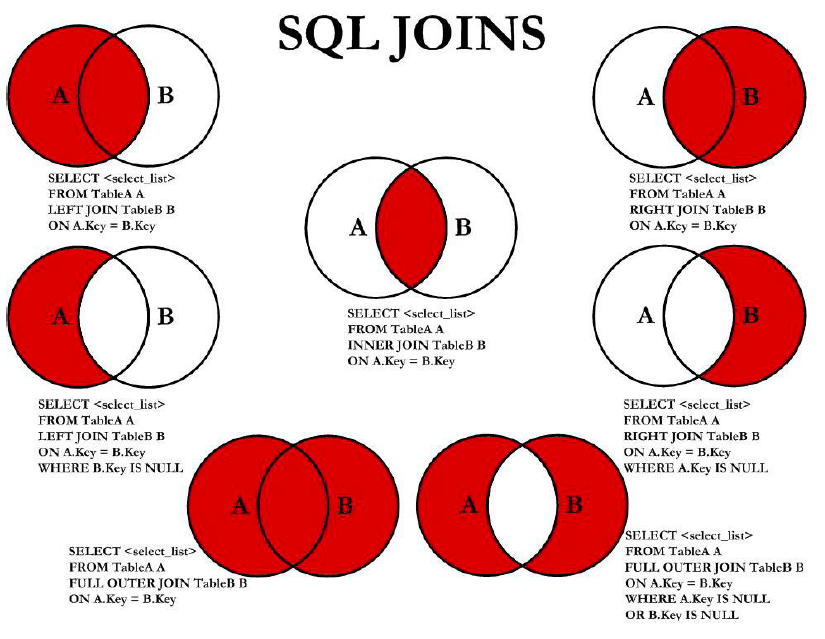 SQL JOINS
A B
SELECT <select_list>
FROM TableA A
LEFT JOIN TableB B
ON A.Key = B.Key
A B
SELECT <select_list>
FROM TableA A
RIGHT JOIN TableB B
ON A.Key = B.Key
A B
SELECT <select_list>
FROM TableA A
INNER JOIN TableB B
ON A.Key = B.Key
A B
SELECT <select_list>
FROM TableA A
LEFT JOIN TableB B
ON A.Key = B.Key
WHERE B.Key IS NULL
A B
SELECT <select_list>
FROM TableA A
RIGHT JOIN TableB B
ON A.Key = B.Key
WHERE A.Key IS NULL
A B
SELECT <select_list>
FROM TableA A
FULL OUTER JOIN TableB B
ON A.Key = B.Key
A B
SELECT <select_list>
FROM TableA A
FULL OUTER JOIN TableB B
ON A.Key = B.Key
WHERE A.Key IS NULL
OR B.Key IS NULL